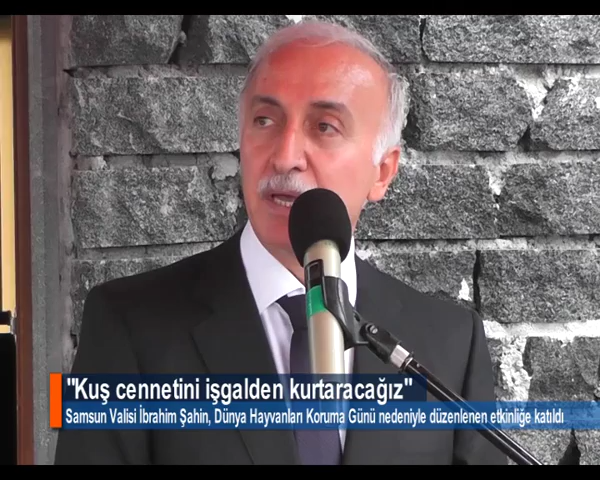 "Kuş cennetini işgalden kurtaracağız"
Samsun Valisi İbrahim Şahin, Dünya Hayvanları Koruma Günü nedeniyle düzenlenen etkinliğe katıldı